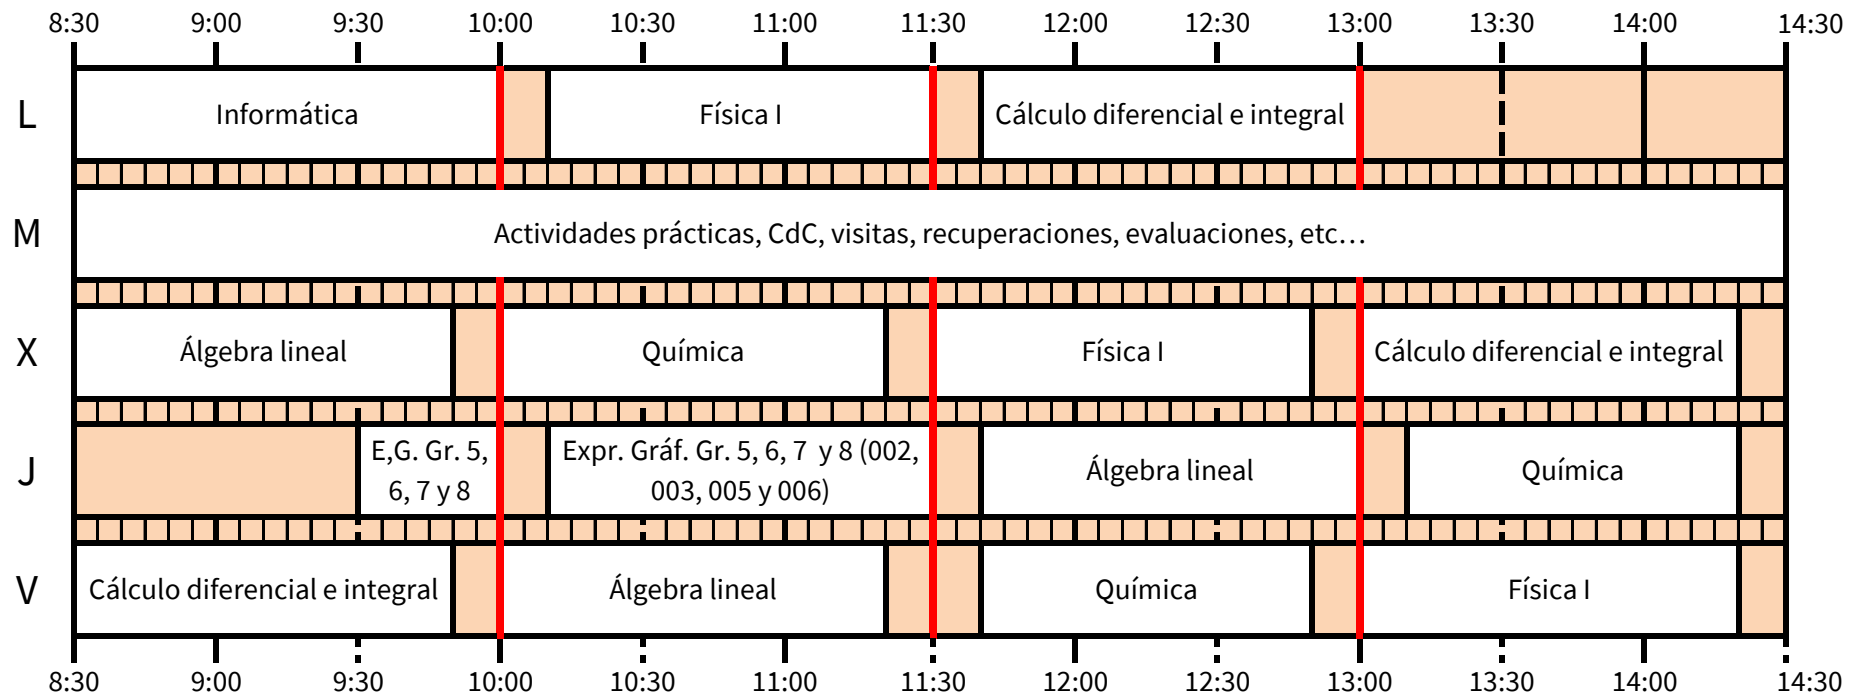 8:30 9:00 9:30 10:00 10:30 11:00 11:30 12:00 12:30 13:00 13:30 14:00 14:30
L Informática Física I Cálculo diferencial e integral
M Actividades prácticas, CdC, visitas, recuperaciones, evaluaciones, etc...
X Álgebra lineal Química Física I Cálculo diferencial e integral
J
E,G. Gr. 5,
6, 7 y 8
Expr. Gráf. Gr. 5, 6, 7 y 8 (002,
003, 005 y 006)
Álgebra lineal
Química
V Cálculo diferencial e integral Álgebra lineal Química Física I
8:30 9:00 9:30 10:00 10:30 11:00 11:30 12:00 12:30 13:00 13:30 14:00 14:30